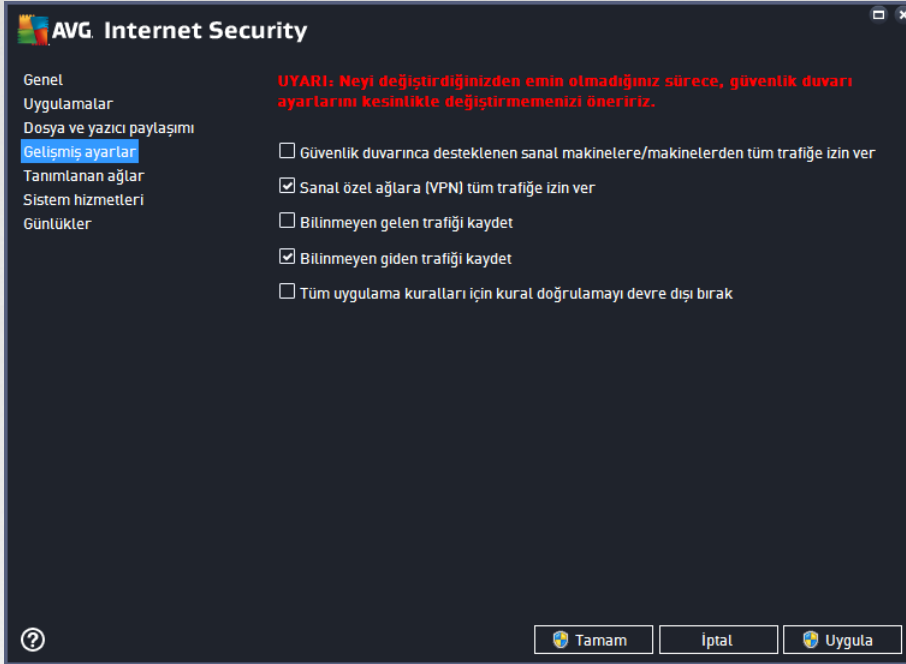 AVG Internet Security
Genel
Uygulamalar
Dosya ve yazıcı paylaşımı
Gelişmiş ayarlar
Tanımlanan ağlar
Sistem hizmetleri
Günlükler
UYARI: Neyi değiştirdiğinizden emin olmadığınız sürece, güvenlik duvarı
ayarlarını kesinlikle değiştirmemenizi öneririz.
Güvenlik duvarınca desteklenen sanal makinelere/makinelerden tüm trafiğe izin ver
Sanal özel ağlara (VPN) tüm trafiğe izin ver
Bilinmeyen gelen trafiği kaydet
Bilinmeyen giden trafiği kaydet
Tüm uygulama kuralları için kural doğrulamayı devre dışı bırak
? Tamam İptal Uygula